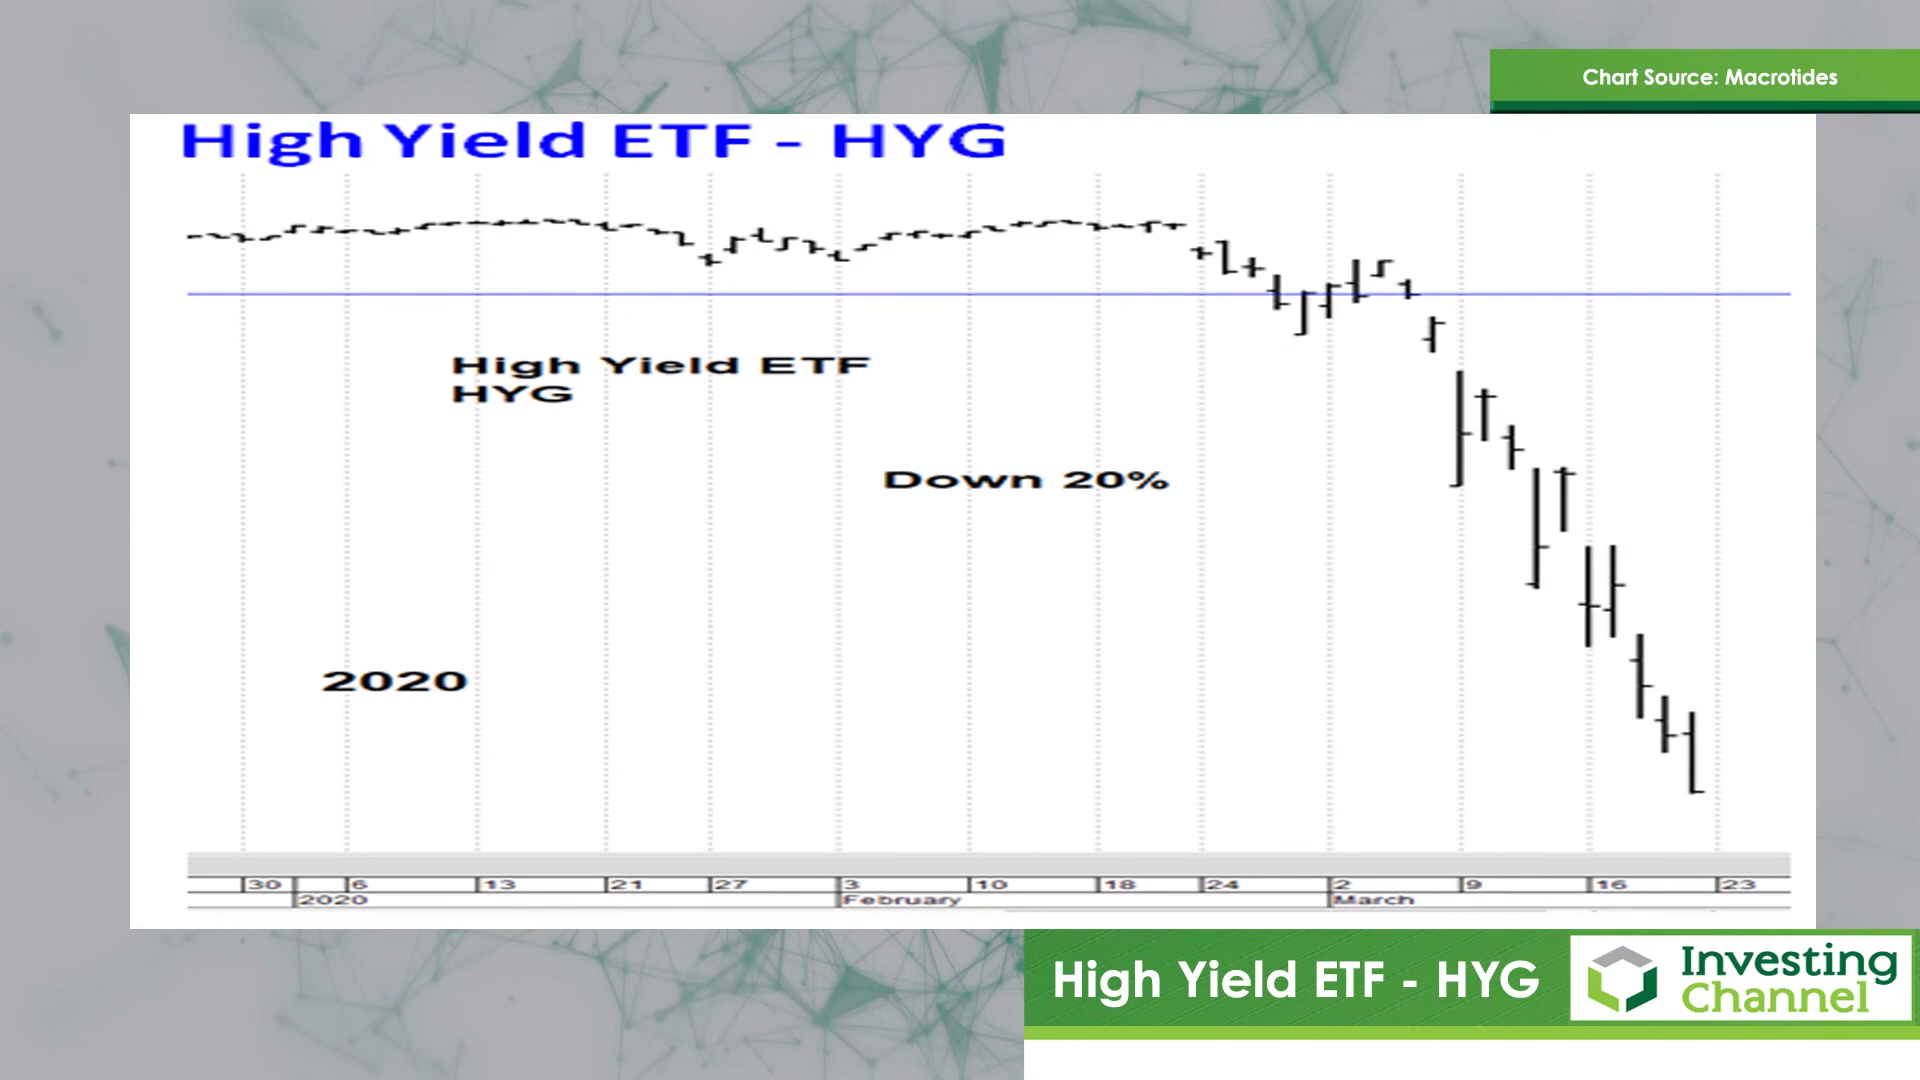 Chart Source: Macrotides
High Yield ETF - HYG
High Yield ETF
HYG
Down 20%
2020
30 6 13 21 27 3 10 18 24 2 9 16 23
2020 February March
High Yield ETF - HYG
Investing
Channel